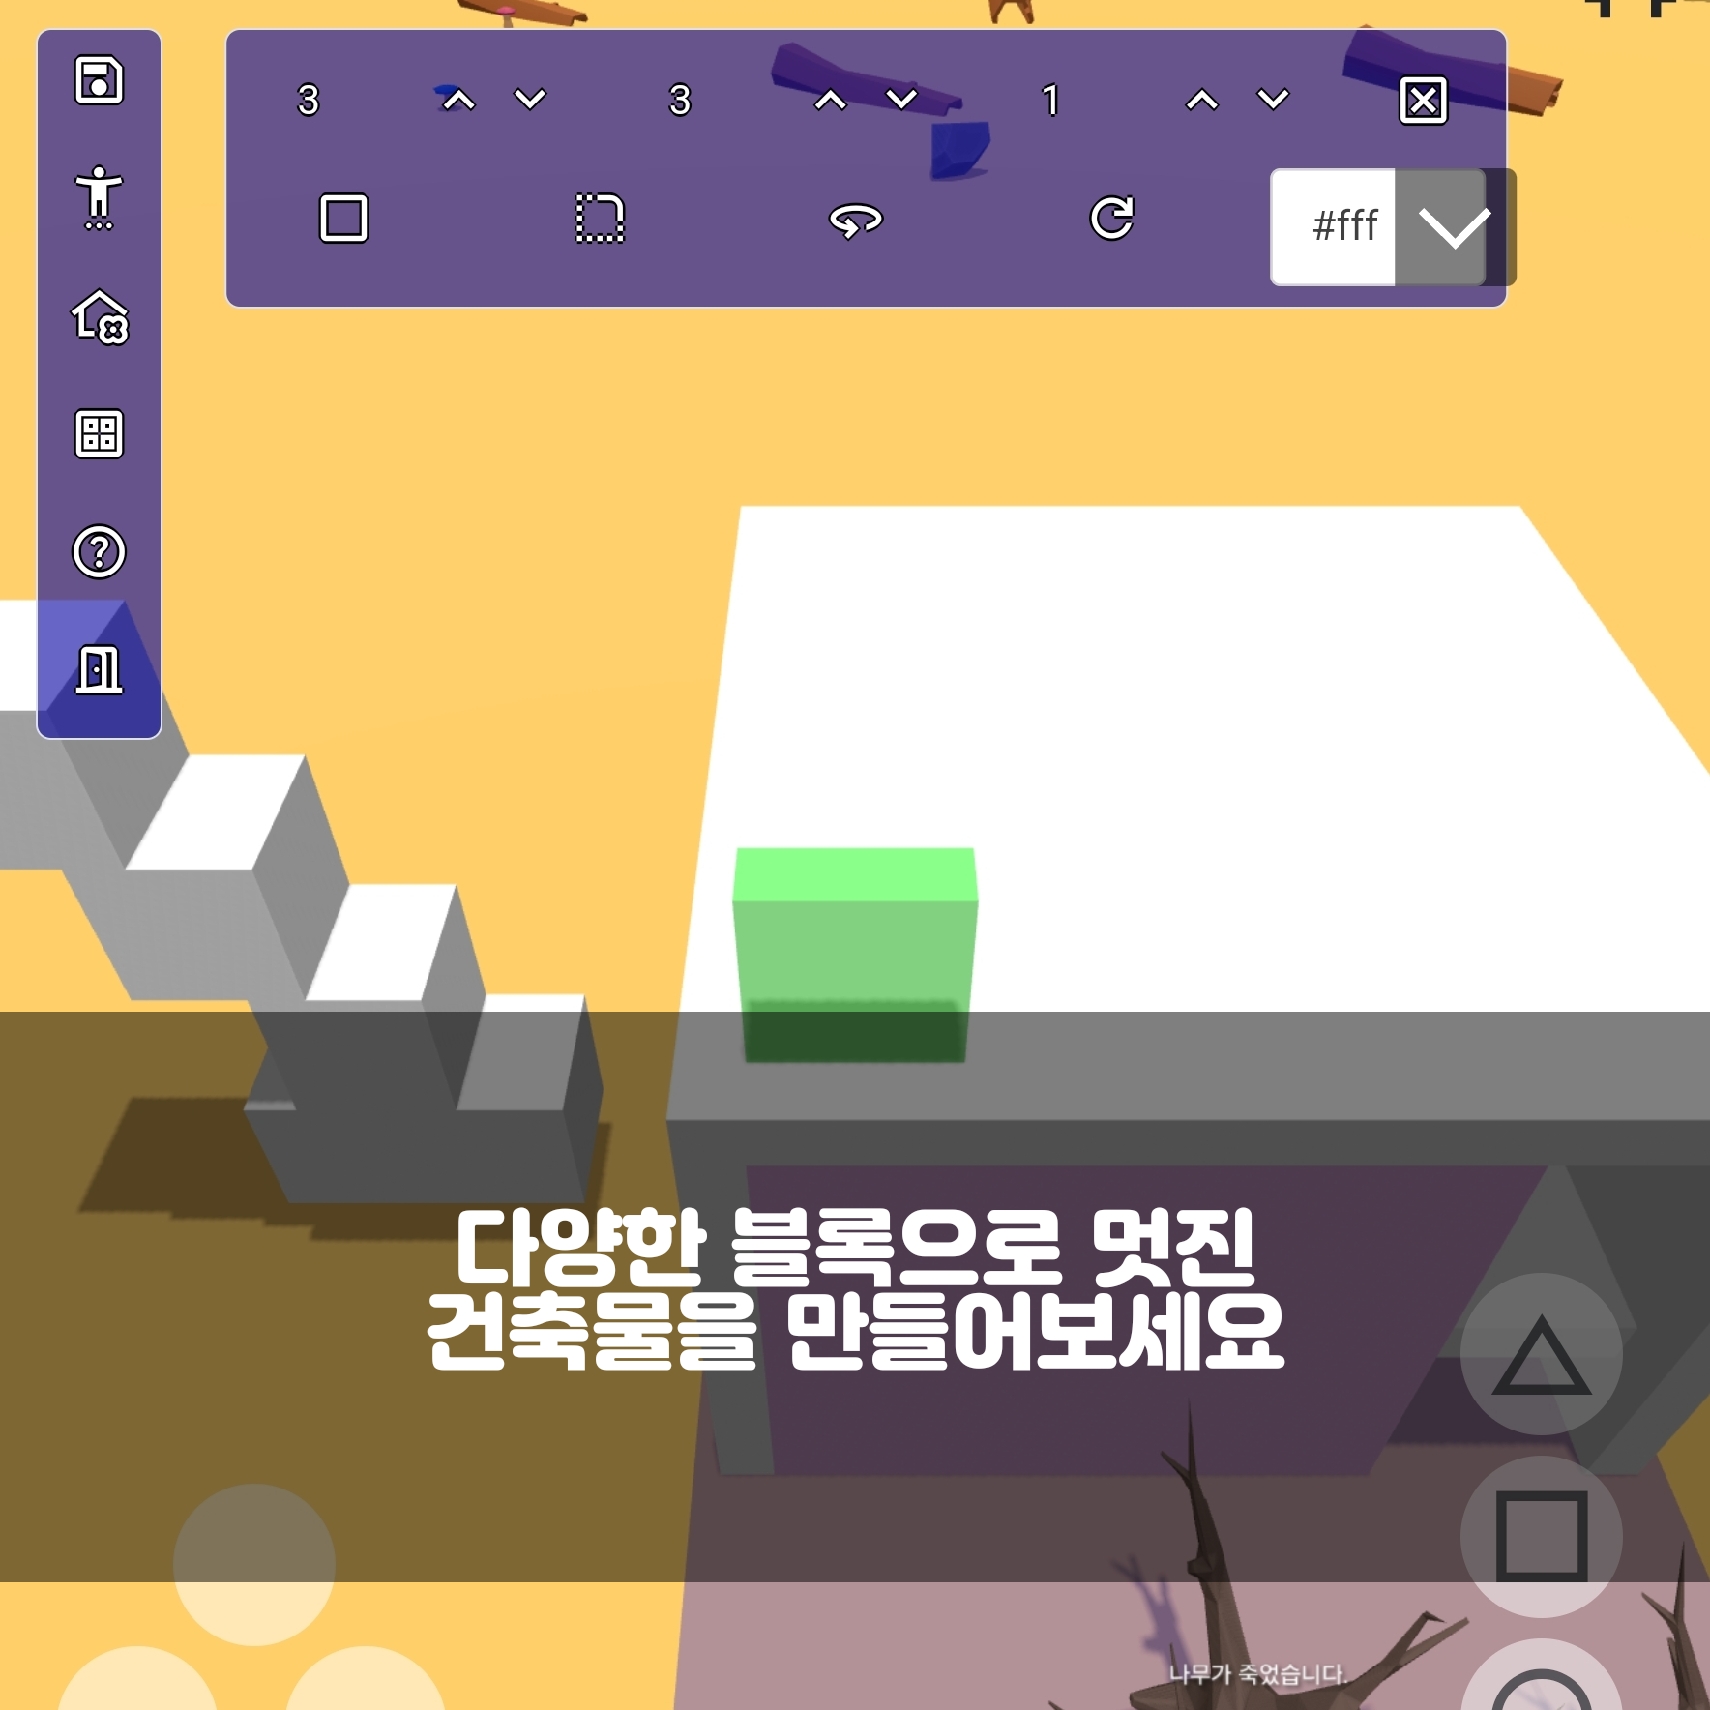 3 3 1
#fff
다양한 블록으로 멋진
건축물을 만들어보세요
나무가 죽었습니다.